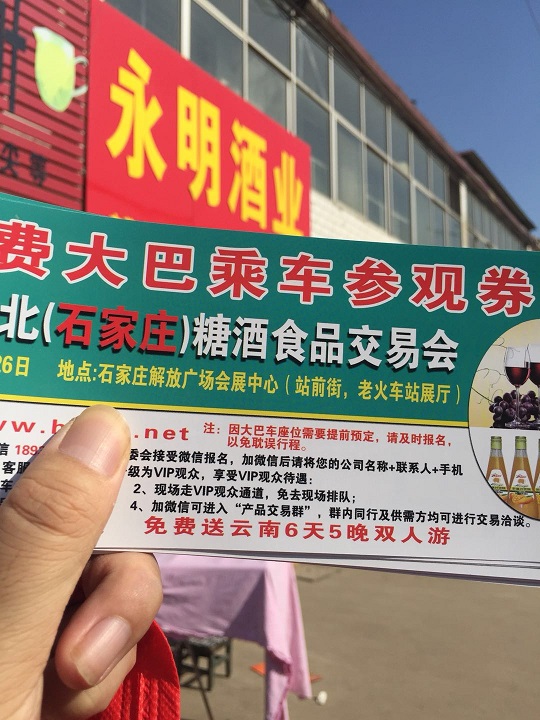 永明酒业
尖等
费大巴乘车参观券
北(石家庄)糖酒食品交易会
26日 地点:石家庄解放广场会展中心（站前街，老火车站展厅）
.net
注：因大巴车座位需要提前预定，请及时报名，
以免耽误行程。
信 189
委会接受微信报名，加微信后请将您的公司名称+联系人+手机
客服
级为VIP观众，享受VIP观众待遇：
车
2、现场走VIP观众通道，免去现场排队；
4、加微信可进入“产品交易群”，群内同行及供需方均可进行交易洽谈。
免费送云南6天5晚双人游